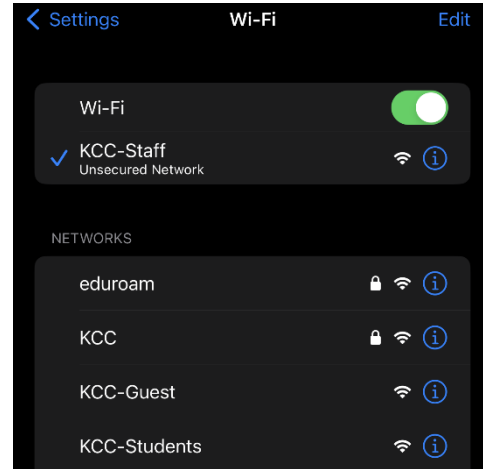 Settings Wi-Fi Edit
Wi-Fi
KCC-Staff
Unsecured Network
NETWORKS
eduroam
KCC
KCC-Guest
KCC-Students